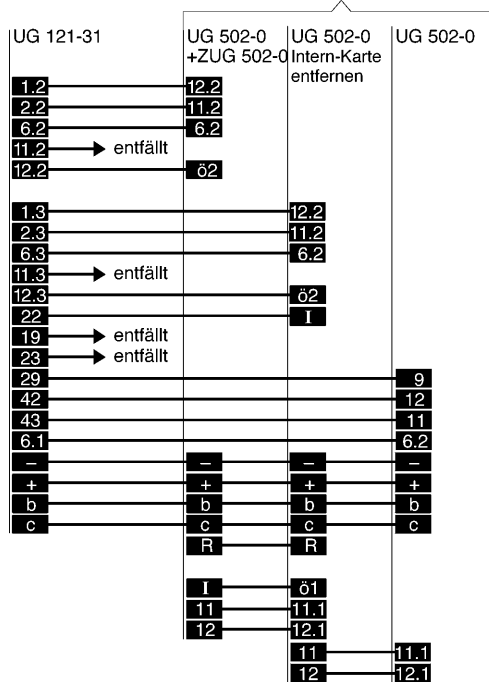 UG 121-31 UG 502-0 UG 502-0 UG 502-0
+ZUG 502-0 Intern-Karte
entfernen
1.2 12.2
2.2 11.2
6.2 6.2
11.2 entfällt
12.2 ö2
1.3 12.2
2.3 11.2
6.3 6.2
11.3 entfällt
12.3 ö2
22 I
19 entfällt
23 entfällt
29 9
42 12
43 11
6.1 6.2
– – – –
+ + + +
b b b b
c c c c
R R
I ö1
11 11.1
12 12.1
11 11.1
12 12.1